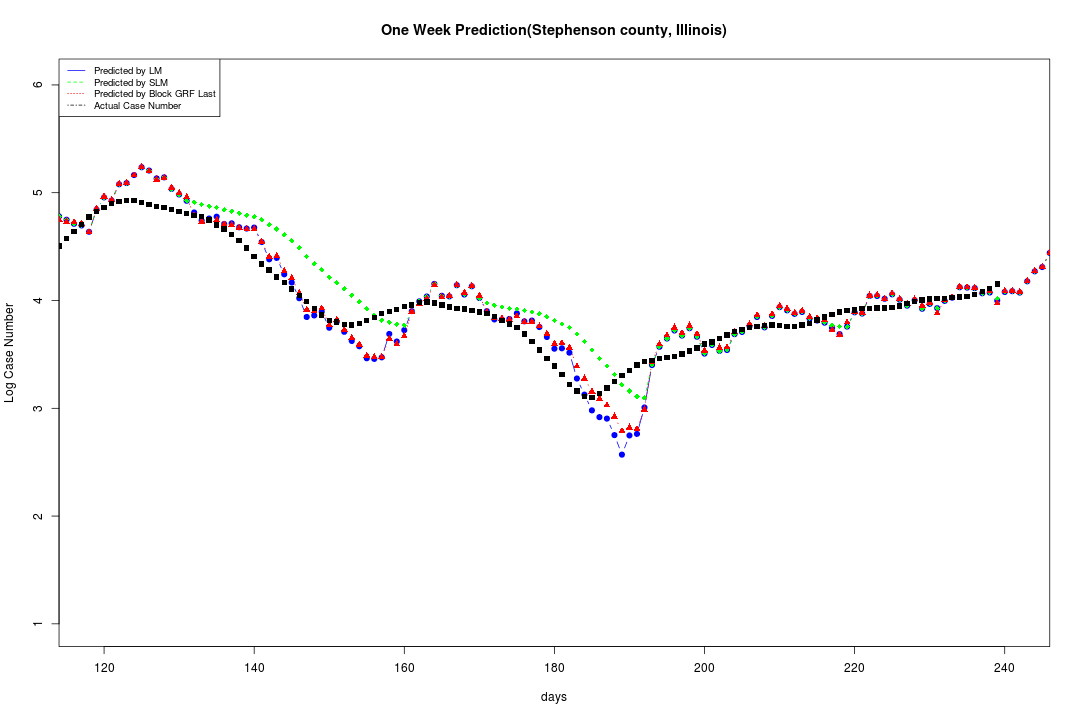 One Week Prediction(Stephenson county, Illinois)
Predicted by LM
Predicted by SLM
Predicted by Block GRF Last
Actual Case Number
Log Case Number
6
5
4
3
2
1
120 140 160 180 200 220 240
days